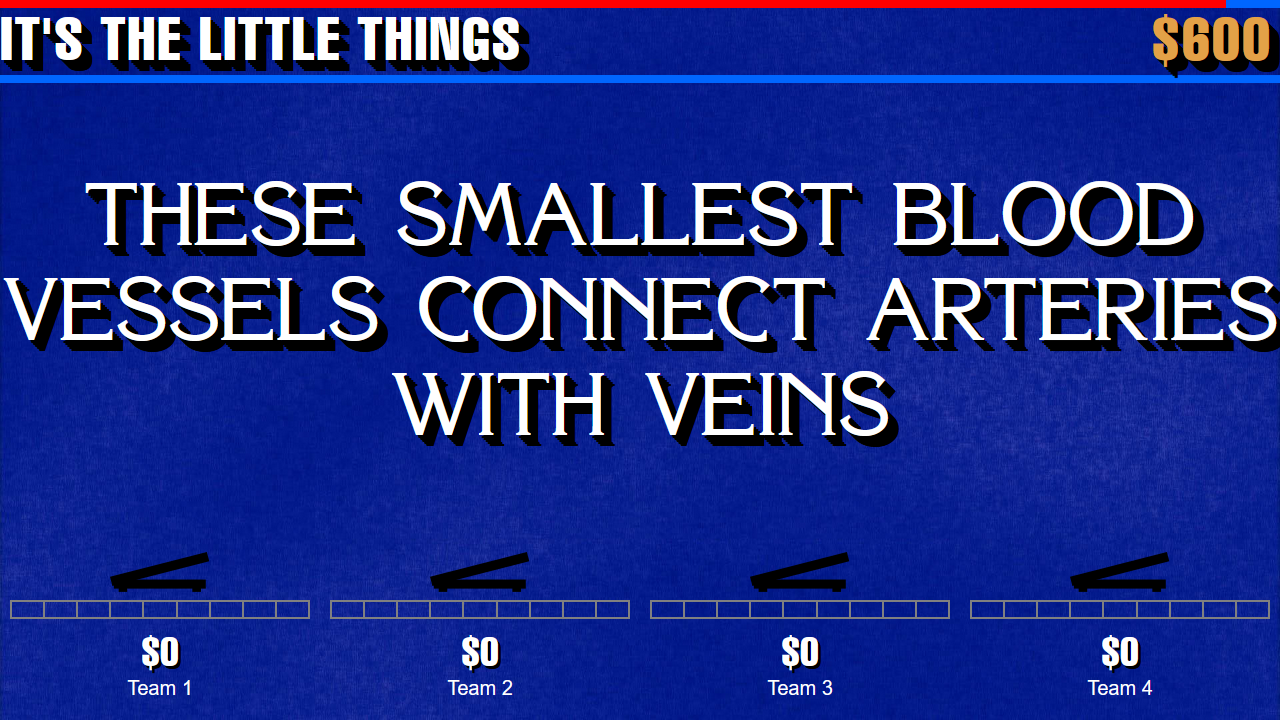 IT'S THE LITTLE THINGS
$600
THESE SMALLEST BLOOD
VESSELS CONNECT ARTERIES
WITH VEINS
$0
$0
$0
$0
Team 1
Team 2
Team 3
Team 4